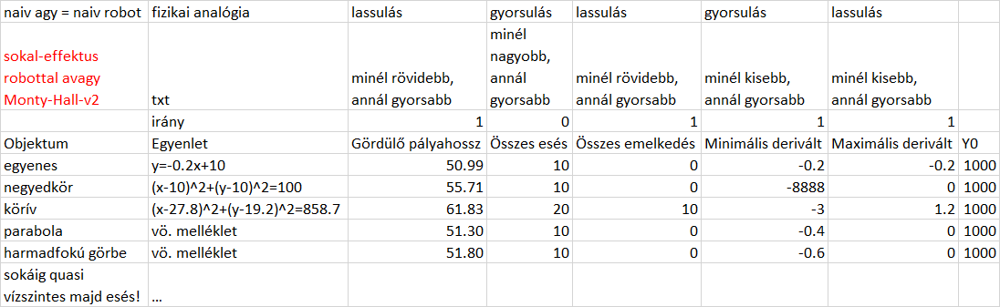 naiv agy = naiv robot fizikai analógia lassulás gyorsulás lassulás gyorsulás lassulás
sokal-effektus
robottal avagy
Monty-Hall-v2 txt minél rövidebb,
annál gyorsabb minél
nagyobb,
annál
gyorsabb minél rövidebb,
annál gyorsabb minél kisebb,
annál gyorsabb minél kisebb,
annál gyorsabb
irány 1 0 1 1 1
Objektum Egyenlet Gördülő pályahossz Összes esés Összes emelkedés Minimális derivált Maximális derivált Y0
egyenes y=-0.2x+10 50.99 10 0 -0.2 -0.2 1000
negyedkör (x-10)^2+(y-10)^2=100 55.71 10 0 -8888 0 1000
körív (x-27.8)^2+(y-19.2)^2=858.7 61.83 20 10 -3 1.2 1000
parabola vö. melléklet 51.30 10 0 -0.4 0 1000
harmadfokú görbe vö. melléklet 51.80 10 0 -0.6 0 1000
sokáig quasi
vízszintes majd esés! ...